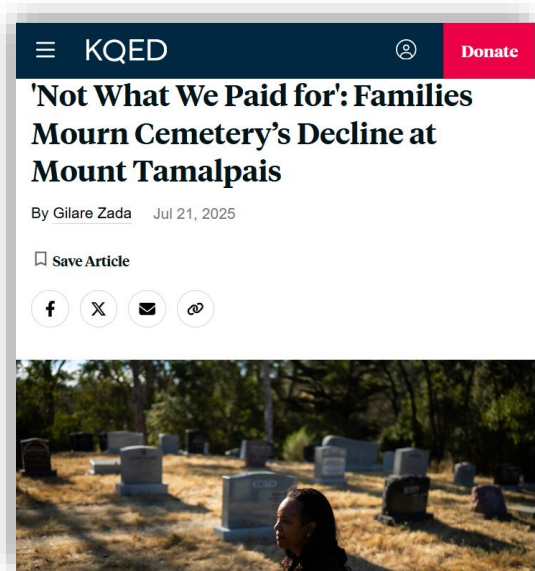 KQED
Donate
'Not What We Paid for': Families
Mourn Cemetery’s Decline at
Mount Tamalpais
By Gilare Zada Jul 21, 2025
Save Article
SMITH